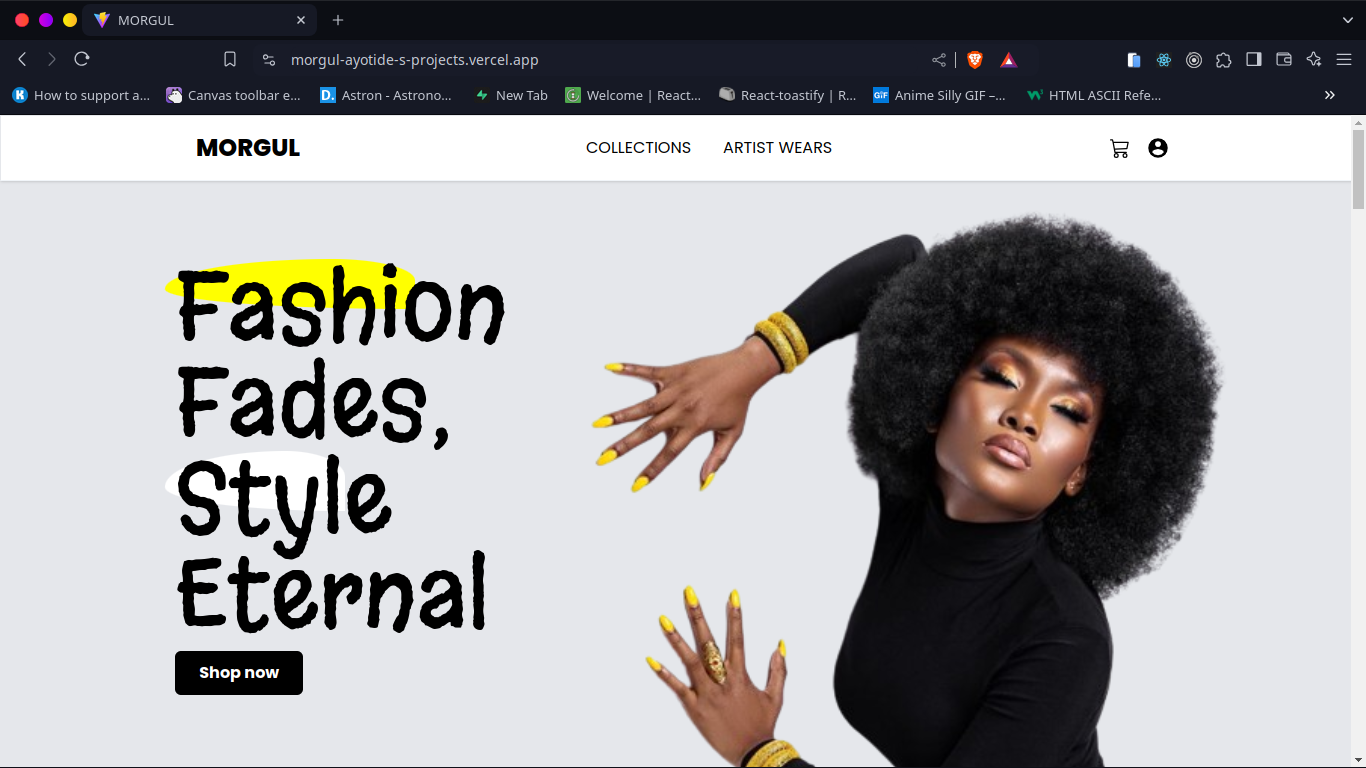 MORGUL
morgul-ayotide-s-projects.vercel.app
How to support a...
Canvas toolbar e...
Astron - Astrono...
New Tab
Welcome | React...
React-toastify | R...
GIF
Anime Silly GIF –...
HTML ASCII Refe...
MORGUL
COLLECTIONS
ARTIST WEARS
Fashion
Fades,
Style
Eternal
Shop now